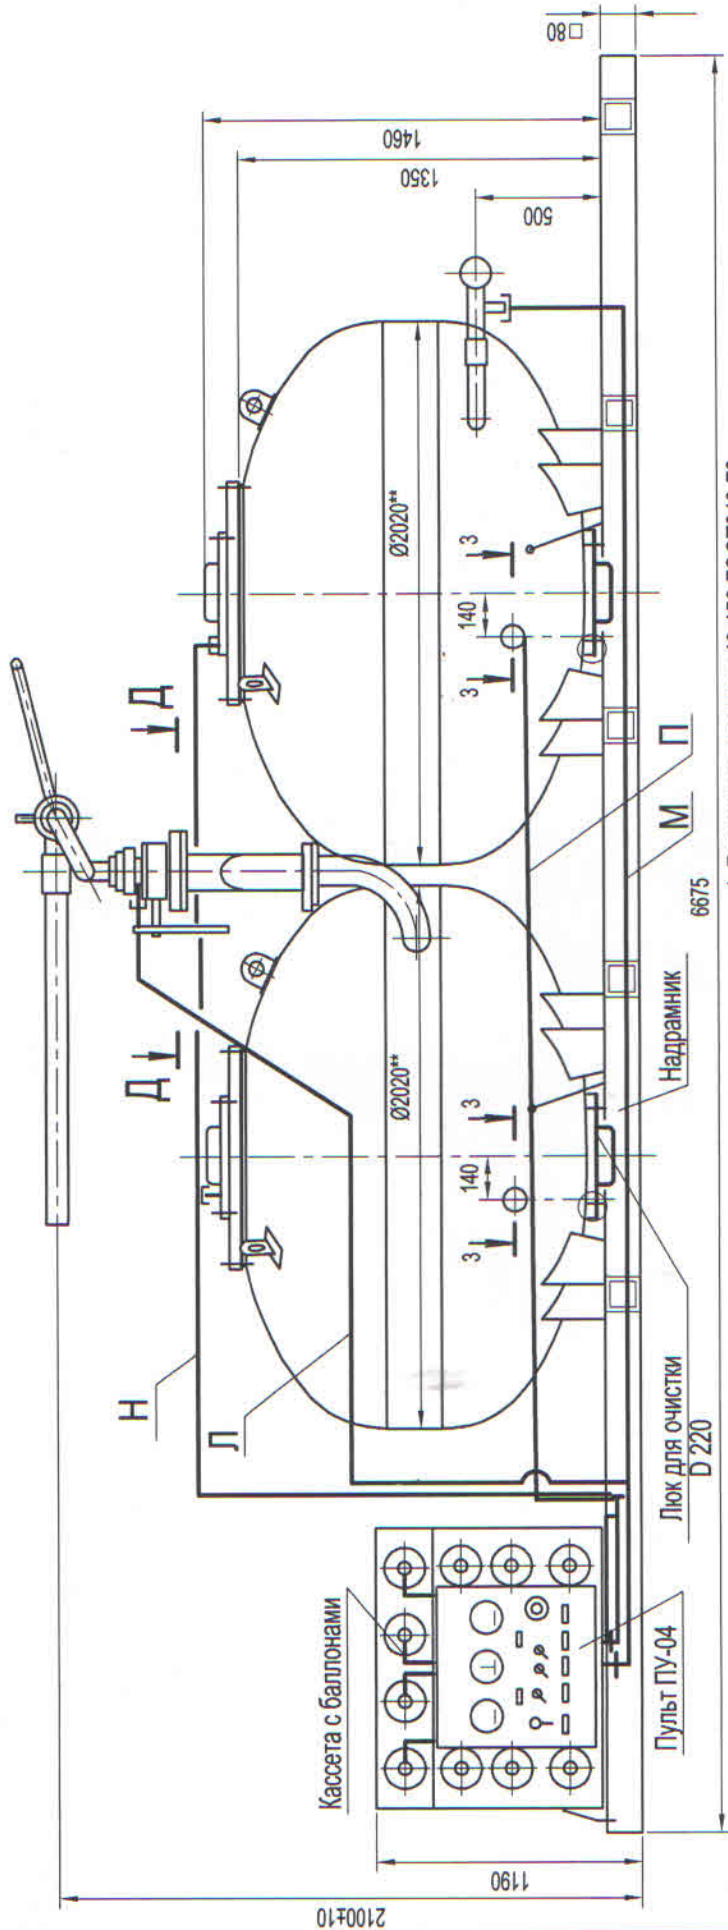 □80
1460
1350
500
Ø2020**
3
140
3
Д
П
М
6675
Д
Надрамник
Ø2020**
3
140
3
Н
Л
Люк для очистки
D 220
Кассета с баллонами
Пульт ПУ-04
1190
2100±10